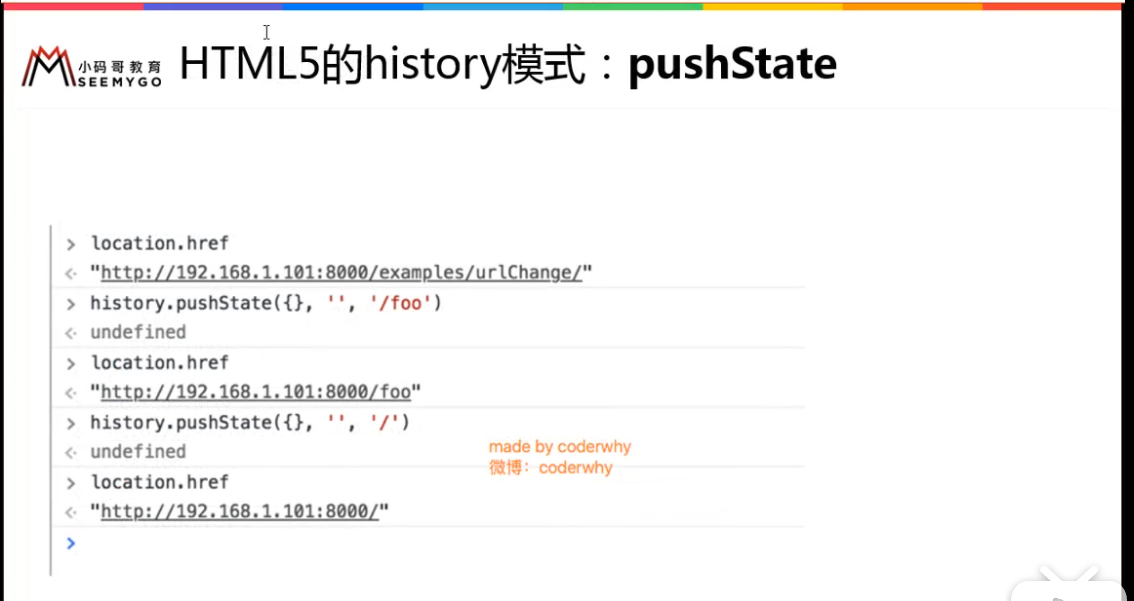 小码哥教育
SEEMYGO
HTML5的history模式：pushState
> location.href
<· "http://192.168.1.101:8000/examples/urlChange/"
> history.pushState({}, '', '/foo')
<· undefined
> location.href
<· "http://192.168.1.101:8000/foo"
> history.pushState({}, '', '/')
<· undefined
made by coderwhy
微博：coderwhy
> location.href
<· "http://192.168.1.101:8000/"
>